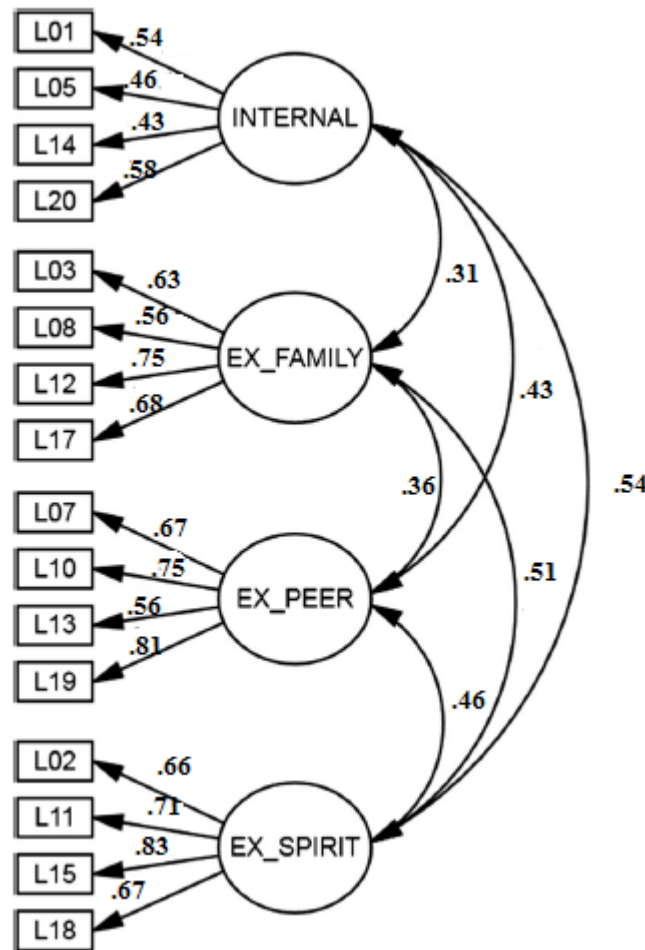 L01
.54
L05
.46
INTERNAL
L14
.43
L20
.58
.31
L03
.63
L08
.56
EX_FAMILY
L12
.75
L17
.68
.43
.36
.54
L07
.67
L10
.75
EX_PEER
L13
.56
L19
.81
.51
.46
L02
.66
L11
.71
EX_SPIRIT
L15
.83
L18
.67